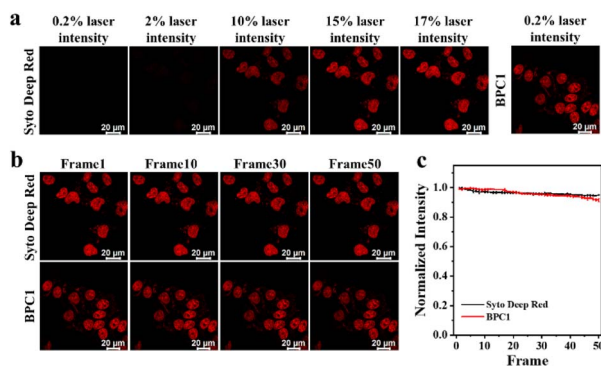 a
0.2% laser intensity
2% laser intensity
10% laser intensity
15% laser intensity
17% laser intensity
0.2% laser intensity
Syto Deep Red
20 μm
20 μm
20 μm
20 μm
20 μm
BPC1
20 μm
b
Frame1
Frame10
Frame30
Frame50
Syto Deep Red
20 μm
20 μm
20 μm
20 μm
BPC1
20 μm
20 μm
20 μm
20 μm
c
Normalized Intensity
1.0
0.8
0.6
0.4
0.2
0.0
Syto Deep Red
BPC1
0
10
20
30
40
50
Frame